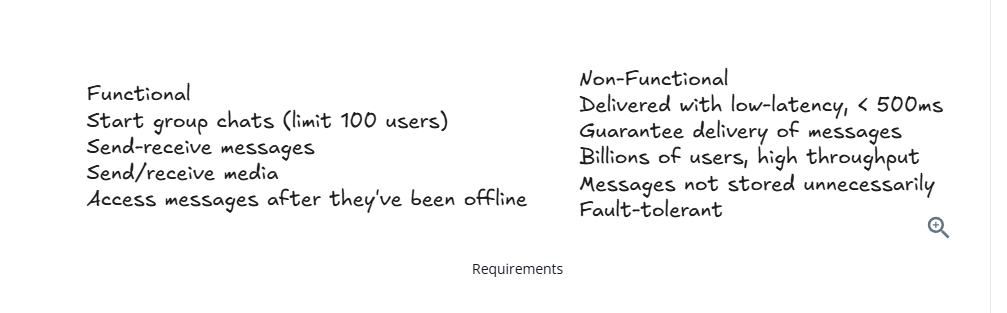 Functional
Start group chats (limit 100 users)
Send-receive messages
Send/receive media
Access messages after they've been offline
Non-Functional
Delivered with low-latency, < 500ms
Guarantee delivery of messages
Billions of users, high throughput
Messages not stored unnecessarily
Fault-tolerant
Requirements